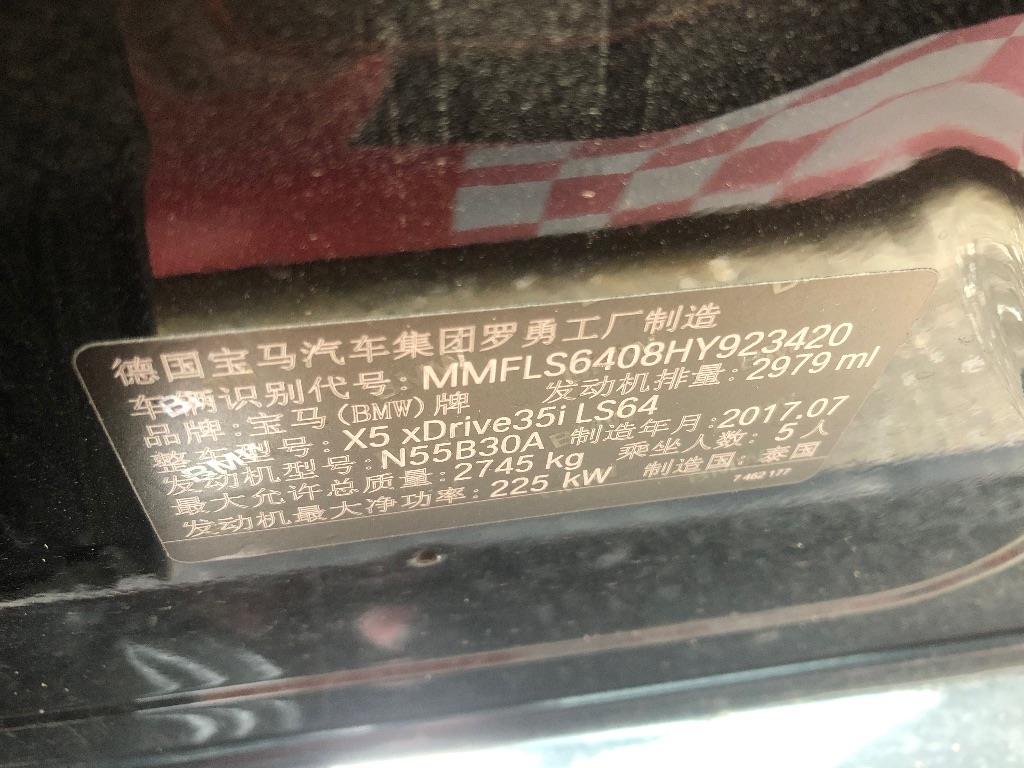 德国宝马汽车集团罗勇工厂制造
车辆识别代号:MMFLS6408HY923420
品牌:宝马(BMW)牌 发动机排量:2979 ml
整车型号:X5 xDrive35i LS64
发动机型号:N55B30A 制造年月:2017.07
最大允许总质量:2745 kg 乘坐人数:5人
发动机最大净功率:225 kW 制造国:泰国
7 462 177